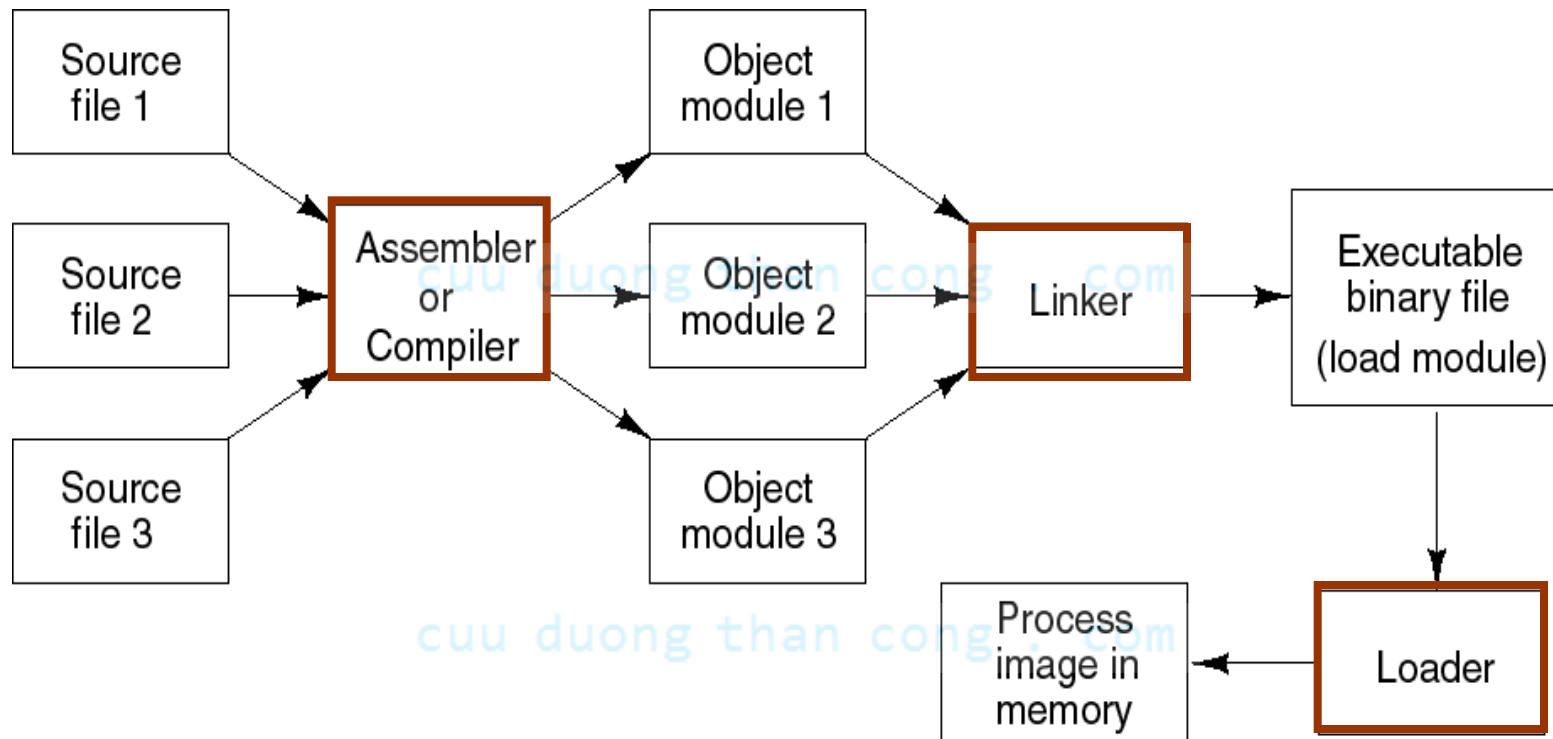 Source
file 1
Object
module 1
Assembler
or
Compiler
Source
file 2
Object
module 2
Linker
Executable
binary file
(load module)
cuu duong than cong . com
Source
file 3
Object
module 3
Process
image in
memory
Loader
cuu duong than cong . com